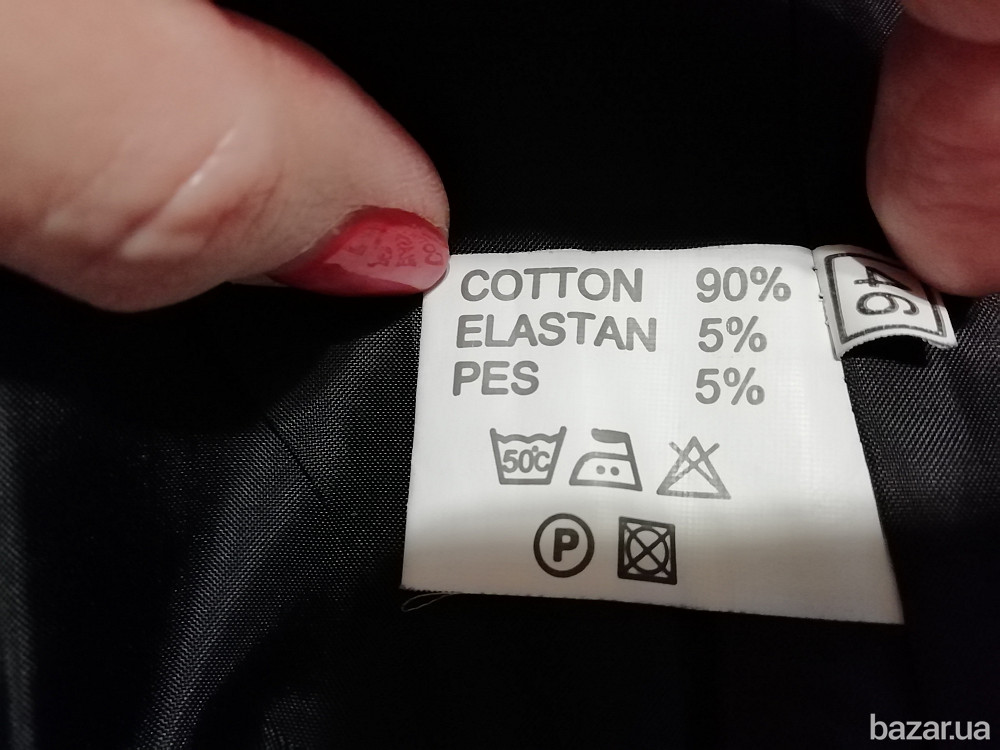 COTTON 90%
ELASTAN 5%
PES 5%
50°C
P
46
bazar.ua